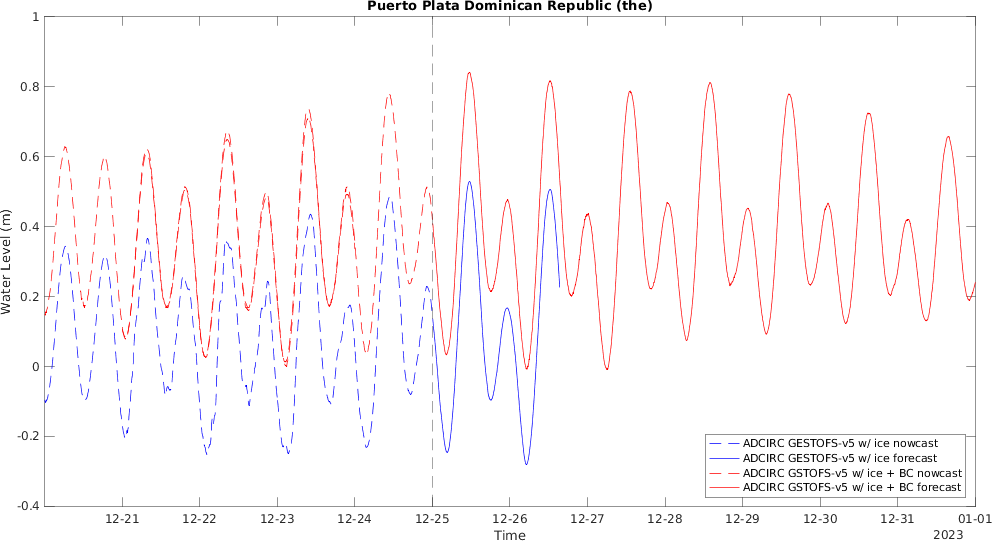 Puerto Plata Dominican Republic (the)
1
0.8
0.6
0.4
0.2
0
-0.2
-0.4
Water Level (m)
ADCIRC GESTOFS-v5 w/ ice nowcast
ADCIRC GESTOFS-v5 w/ ice forecast
ADCIRC GSTOFS-v5 w/ ice + BC nowcast
ADCIRC GSTOFS-v5 w/ ice + BC forecast
12-21 12-22 12-23 12-24 12-25 12-26 12-27 12-28 12-29 12-30 12-31 01-01
Time 2023